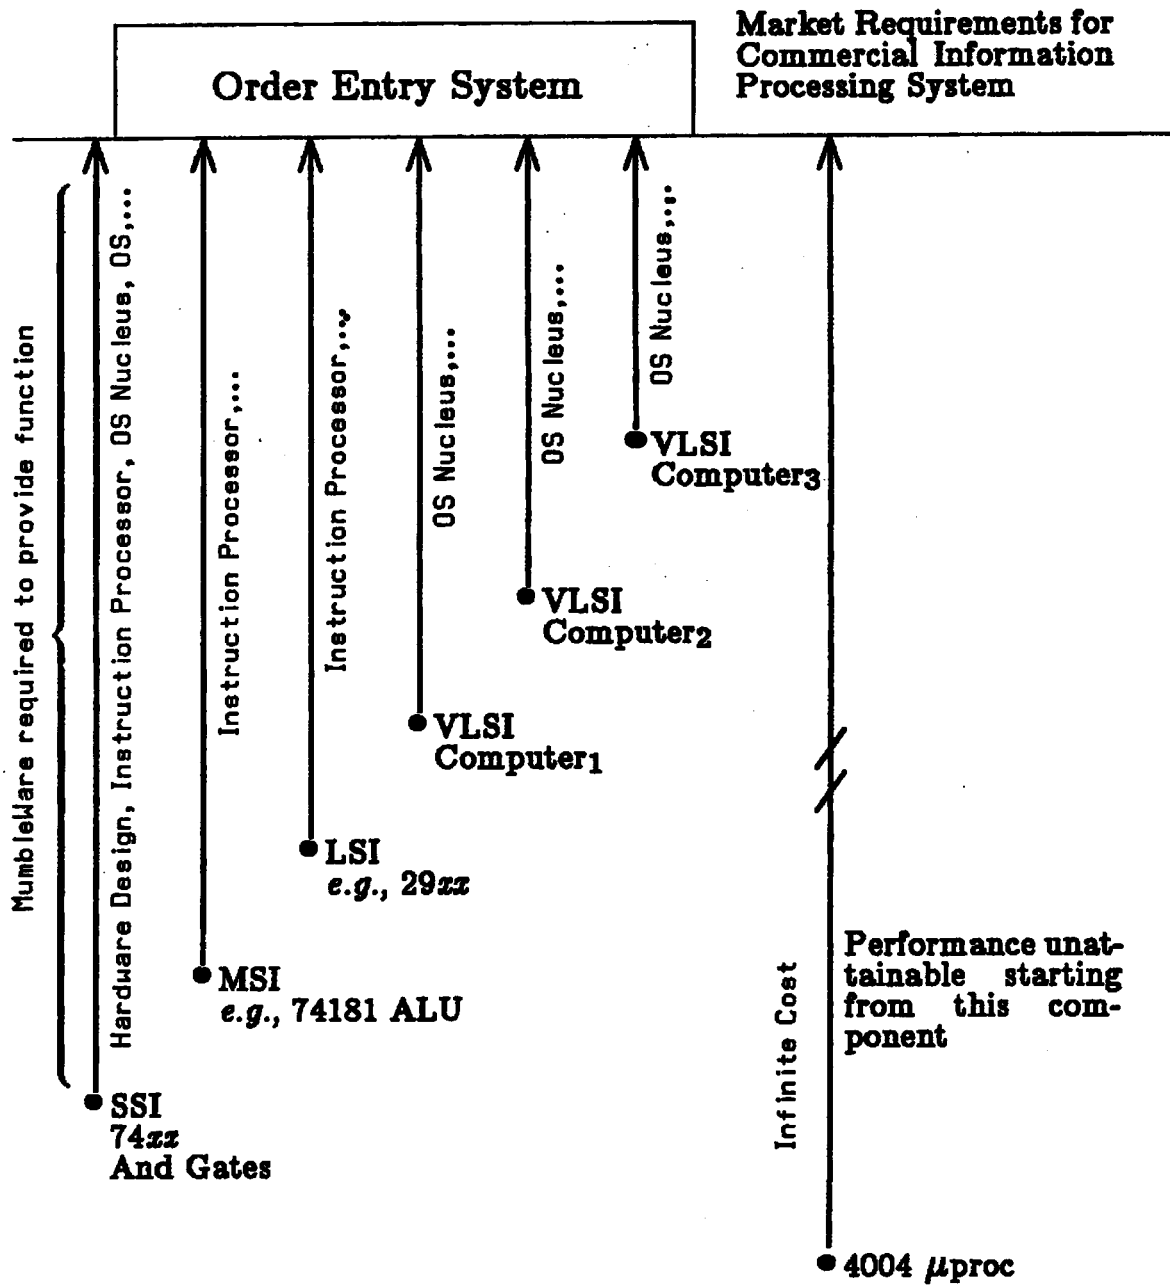 Market Requirements for
Commercial Information
Processing System
Order Entry System
MumbleWare required to provide function
Hardware Design, Instruction Processor, OS Nucleus, OS,...
Instruction Processor,...
Instruction Processor,...
OS Nucleus,...
OS Nucleus,...
OS Nucleus,...
VLSI
Computer3
VLSI
Computer2
VLSI
Computer1
LSI
e.g., 29xx
MSI
e.g., 74181 ALU
SSI
74xx
And Gates
Infinite Cost
Performance unat-
tainable starting
from this com-
ponent
4004 μproc